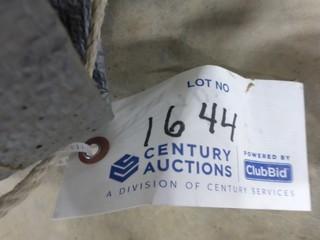 LOT NO
1644
CENTURY
AUCTIONS
POWERED BY
ClubBid
A DIVISION OF CENTURY SERVICES